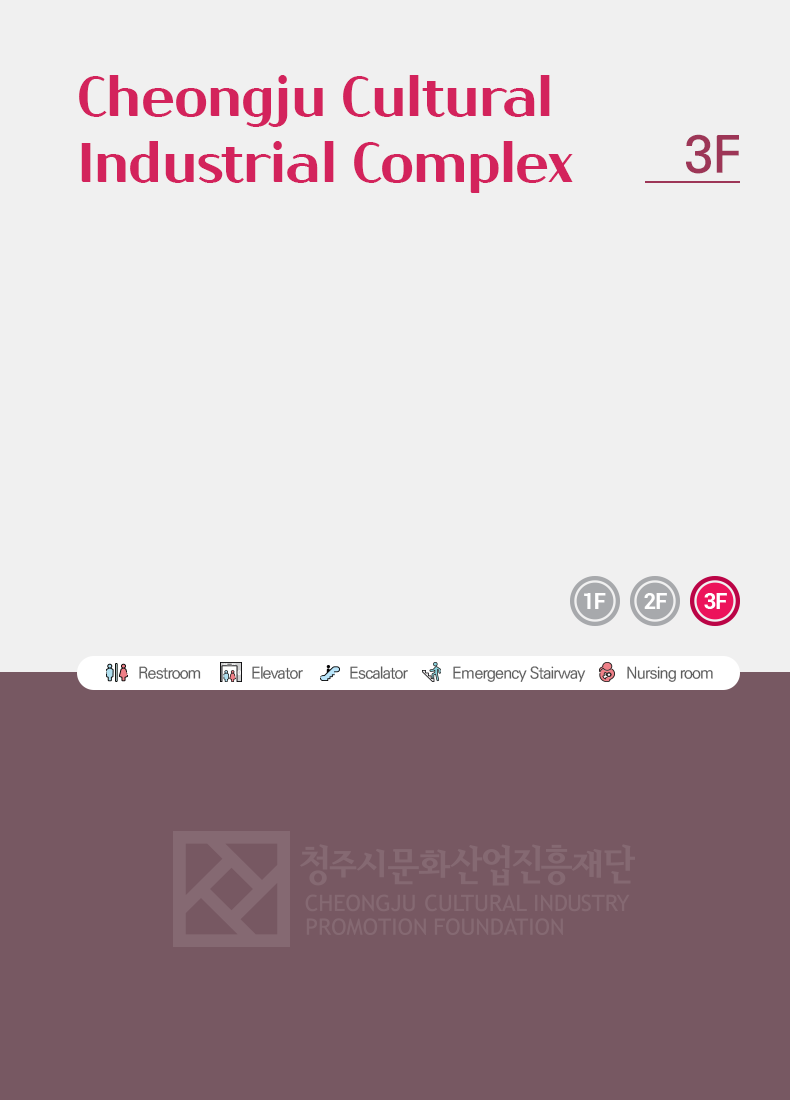 Cheongju Cultural
Industrial Complex
3F
1F 2F 3F
Restroom Elevator Escalator Emergency Stairway Nursing room
청주시문화산업진흥재단
CHEONGJU CULTURAL INDUSTRY
PROMOTION FOUNDATION